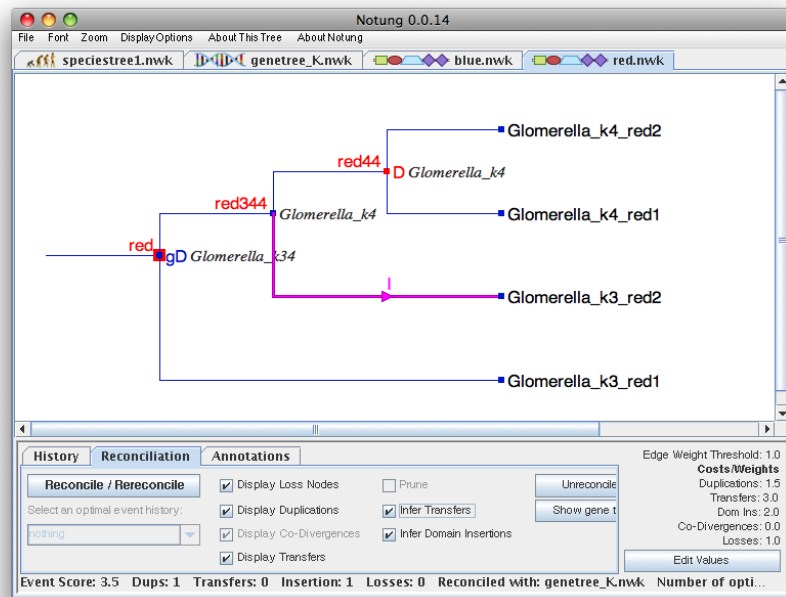 Notung 0.0.14
File Font Zoom Display Options About This Tree About Notung
speciestree1.nwk genetree_K.nwk blue.nwk red.nwk
Glomerella_k4_red2
red44
D Glomerella_k4
red344
Glomerella_k4
Glomerella_k4_red1
red
gD Glomerella_k34
I
Glomerella_k3_red2
Glomerella_k3_red1
History Reconciliation Annotations
Edge Weight Threshold: 1.0
Costs/Weights
Duplications: 1.5
Transfers: 3.0
Dom Ins: 2.0
Co-Divergences: 0.0
Losses: 1.0
Edit Values
Reconcile / Rereconcile
Select an optimal event history:
nothing
Display Loss Nodes
Display Duplications
Display Co-Divergences
Display Transfers
Prune
Infer Transfers
Infer Domain Insertions
Unreconcile
Show gene t
Event Score: 3.5 Dups: 1 Transfers: 0 Insertion: 1 Losses: 0 Reconciled with: genetree_K.nwk Number of opti...